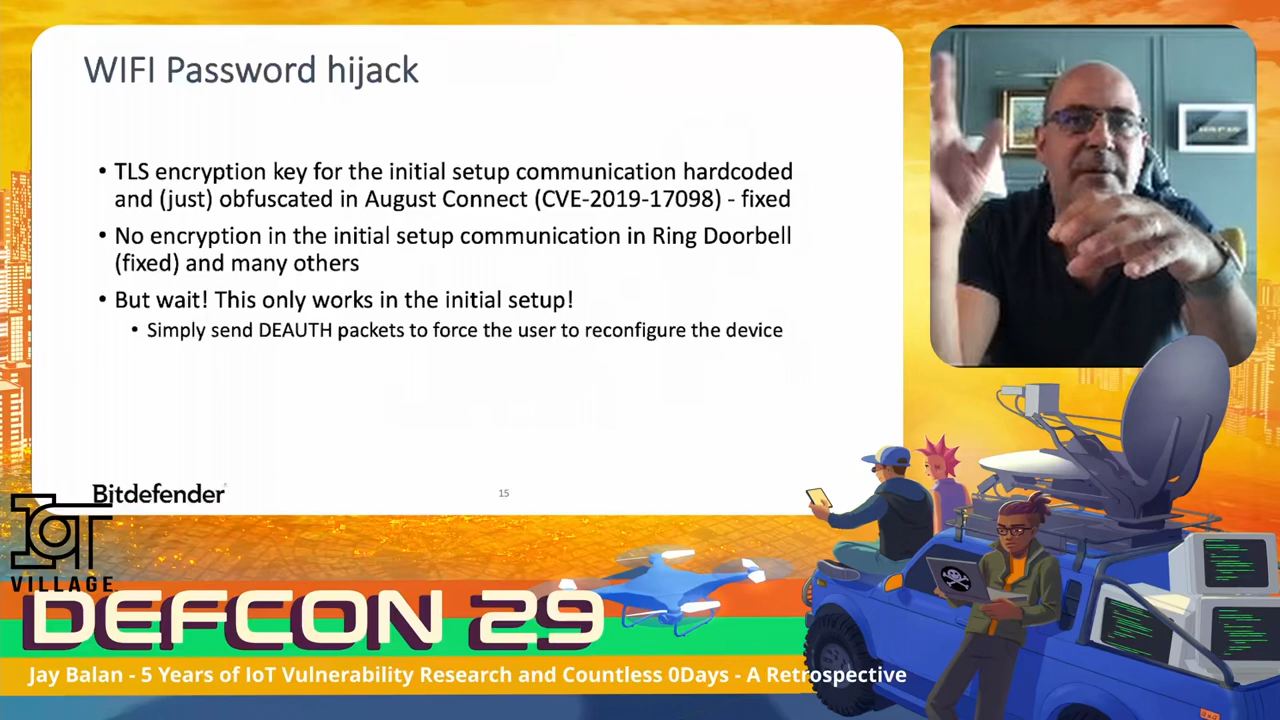 WIFI Password hijack
• TLS encryption key for the initial setup communication hardcoded
and (just) obfuscated in August Connect (CVE-2019-17098) - fixed
• No encryption in the initial setup communication in Ring Doorbell
(fixed) and many others
• But wait! This only works in the initial setup!
• Simply send DEAUTH packets to force the user to reconfigure the device
Bitdefender
15
IoT
VILLAGE
DEFCON 29
Jay Balan - 5 Years of IoT Vulnerability Research and Countless 0Days - A Retrospective